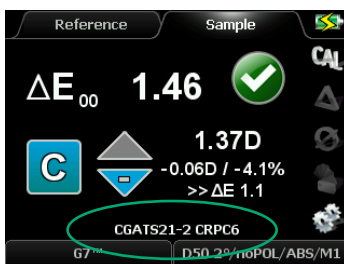 Reference Sample
CAL
ΔE00 1.46
C
1.37D
-0.06D / -4.1%
>> ΔE 1.1
CGATS21-2 CRPC6
G7™ D50.2°/noPOL/ABS/M1